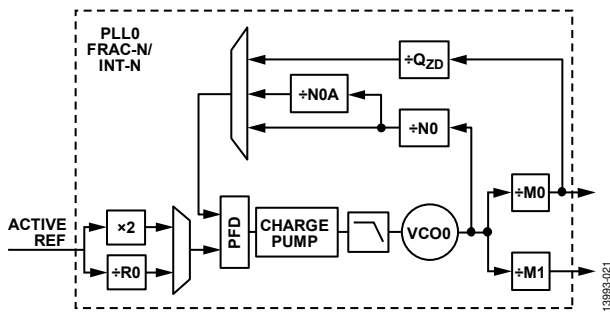 PLL0
FRAC-N/
INT-N
÷QZD
÷N0A
÷N0
ACTIVE
REF
×2
÷R0
PFD
CHARGE
PUMP
VCO0
÷M0
÷M1
13993-021